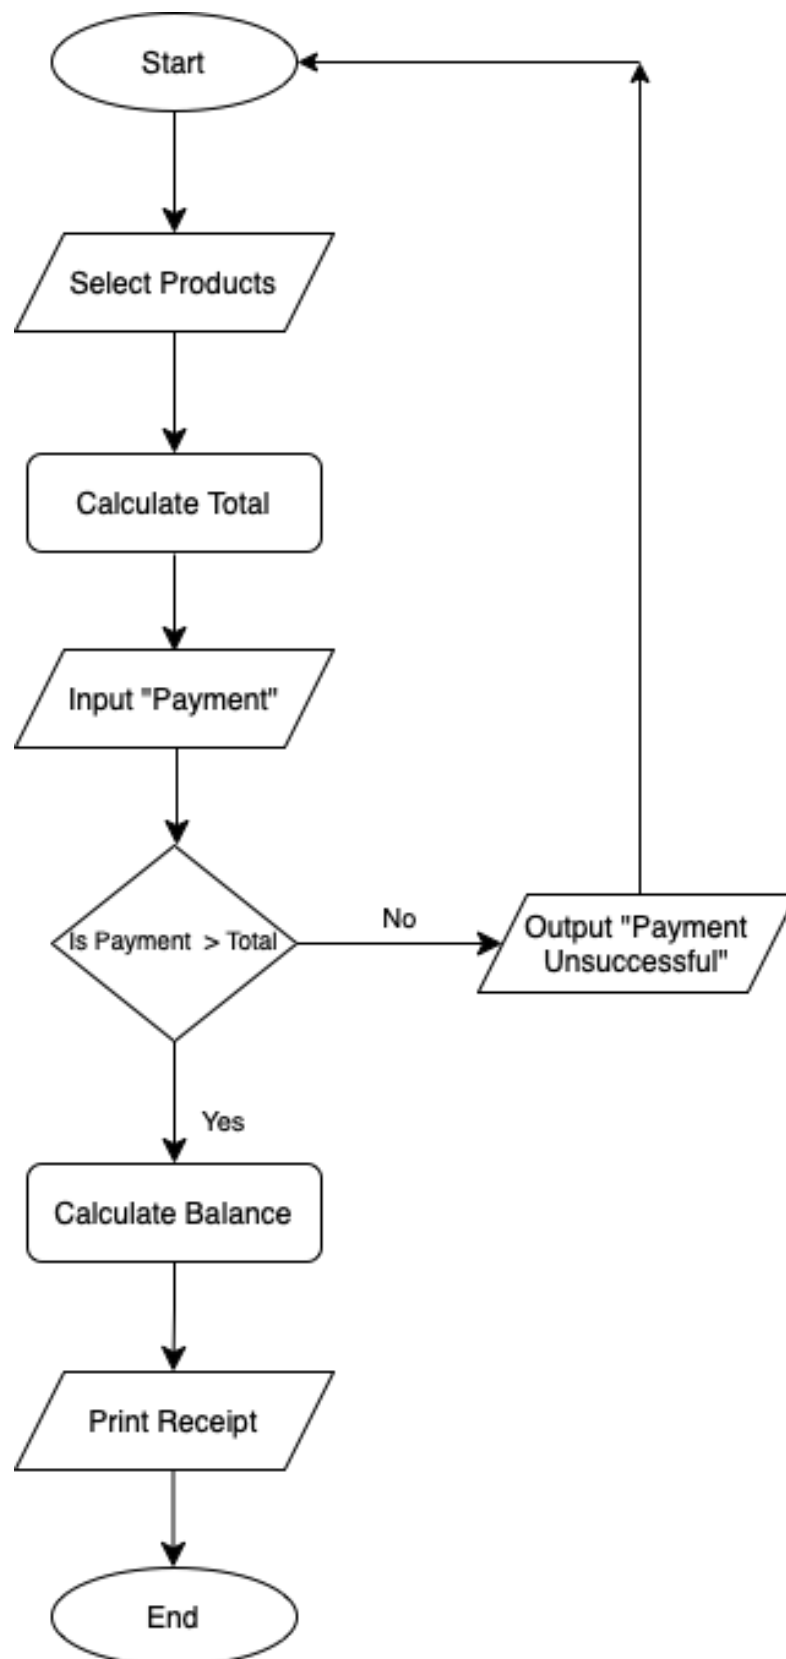 Start
Select Products
Calculate Total
Input "Payment"
Is Payment > Total
No
Output "Payment
Unsuccessful"
Yes
Calculate Balance
Print Receipt
End